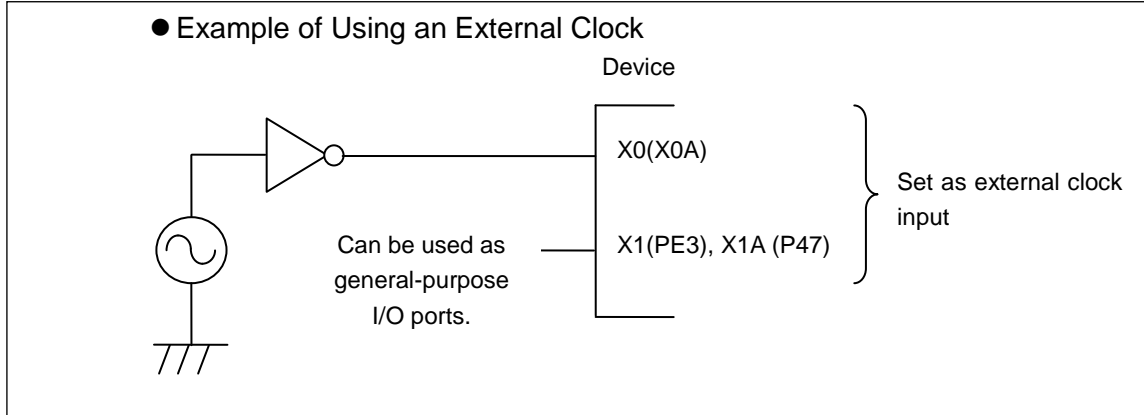 ● Example of Using an External Clock
Device
X0(X0A)
Set as external clock
input
Can be used as
general-purpose
I/O ports.
X1(PE3), X1A (P47)